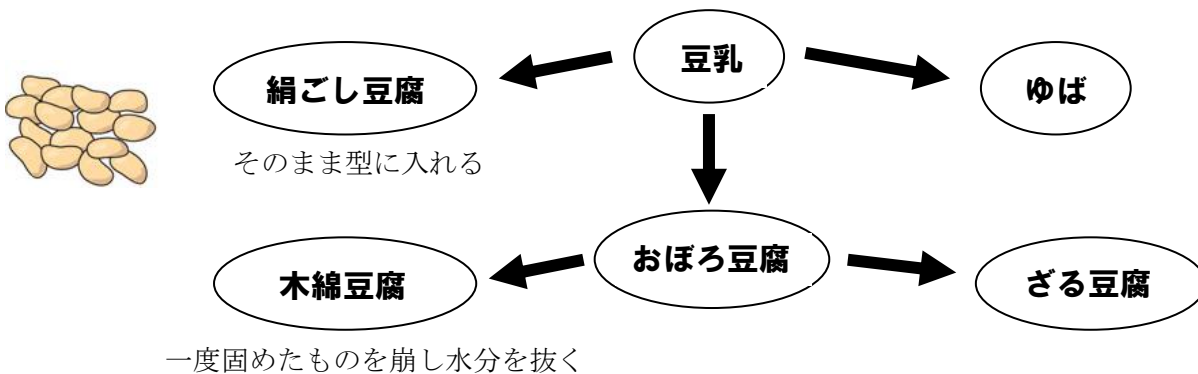 豆乳
絹ごし豆腐
ゆば
そのまま型に入れる
おぼろ豆腐
木綿豆腐
ざる豆腐
一度固めたものを崩し水分を抜く